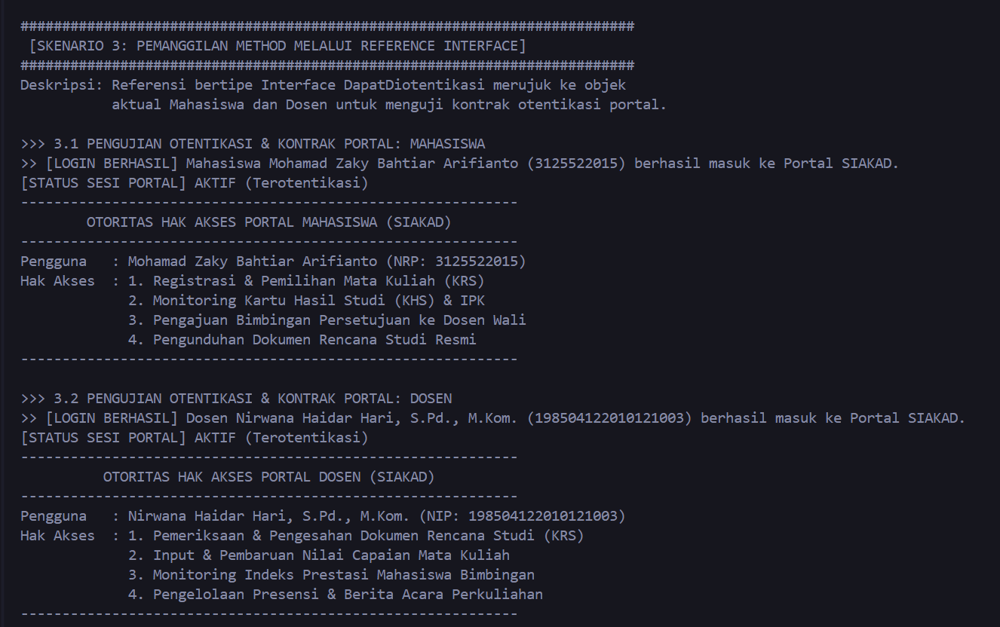 ##########################################################################
[SKENARIO 3: PEMANGGILAN METHOD MELALUI REFERENCE INTERFACE]
##########################################################################
Deskripsi: Referensi bertipe Interface DapatDiotentikasi merujuk ke objek
           aktual Mahasiswa dan Dosen untuk menguji kontrak otentikasi portal.

>>> 3.1 PENGUJIAN OTENTIKASI & KONTRAK PORTAL: MAHASISWA
>> [LOGIN BERHASIL] Mahasiswa Mohamad Zaky Bahtiar Arifianto (3125522015) berhasil masuk ke Portal SIAKAD.
[STATUS SESI PORTAL] AKTIF (Terotentikasi)
------------------------------------------------------------
        OTORITAS HAK AKSES PORTAL MAHASISWA (SIAKAD)
------------------------------------------------------------
Pengguna   : Mohamad Zaky Bahtiar Arifianto (NRP: 3125522015)
Hak Akses  : 1. Registrasi & Pemilihan Mata Kuliah (KRS)
             2. Monitoring Kartu Hasil Studi (KHS) & IPK
             3. Pengajuan Bimbingan Persetujuan ke Dosen Wali
             4. Pengunduhan Dokumen Rencana Studi Resmi
------------------------------------------------------------

>>> 3.2 PENGUJIAN OTENTIKASI & KONTRAK PORTAL: DOSEN
>> [LOGIN BERHASIL] Dosen Nirwana Haidar Hari, S.Pd., M.Kom. (198504122010121003) berhasil masuk ke Portal SIAKAD.
[STATUS SESI PORTAL] AKTIF (Terotentikasi)
------------------------------------------------------------
          OTORITAS HAK AKSES PORTAL DOSEN (SIAKAD)
------------------------------------------------------------
Pengguna   : Nirwana Haidar Hari, S.Pd., M.Kom. (NIP: 198504122010121003)
Hak Akses  : 1. Pemeriksaan & Pengesahan Dokumen Rencana Studi (KRS)
             2. Input & Pembaruan Nilai Capaian Mata Kuliah
             3. Monitoring Indeks Prestasi Mahasiswa Bimbingan
             4. Pengelolaan Presensi & Berita Acara Perkuliahan
------------------------------------------------------------